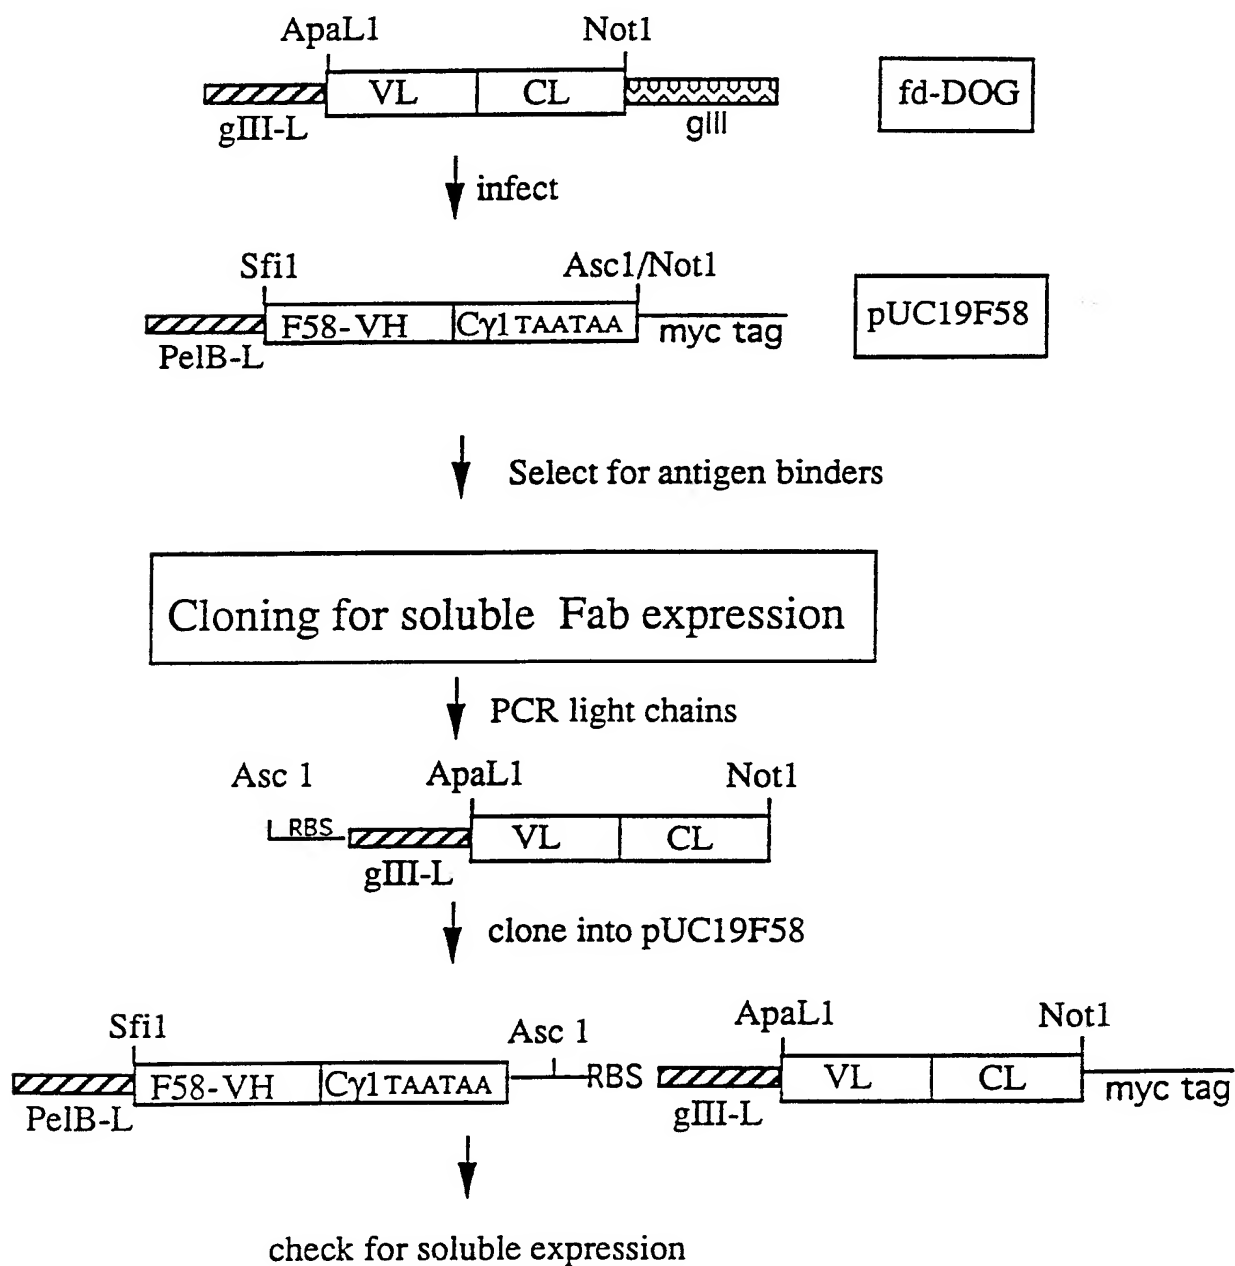 ApaL1 Not1
VL CL
fd-DOG
gIII-L gIII
infect
Sfi1 Asc1/Not1
F58-VH Cγ1 TAATAA
pUC19F58
PelB-L myc tag
Select for antigen binders
Cloning for soluble Fab expression
PCR light chains
Asc 1 ApaL1 Not1
RBS VL CL
gIII-L
clone into pUC19F58
Sfi1 Asc 1 ApaL1 Not1
F58-VH Cγ1 TAATAA RBS VL CL
PelB-L gIII-L myc tag
check for soluble expression